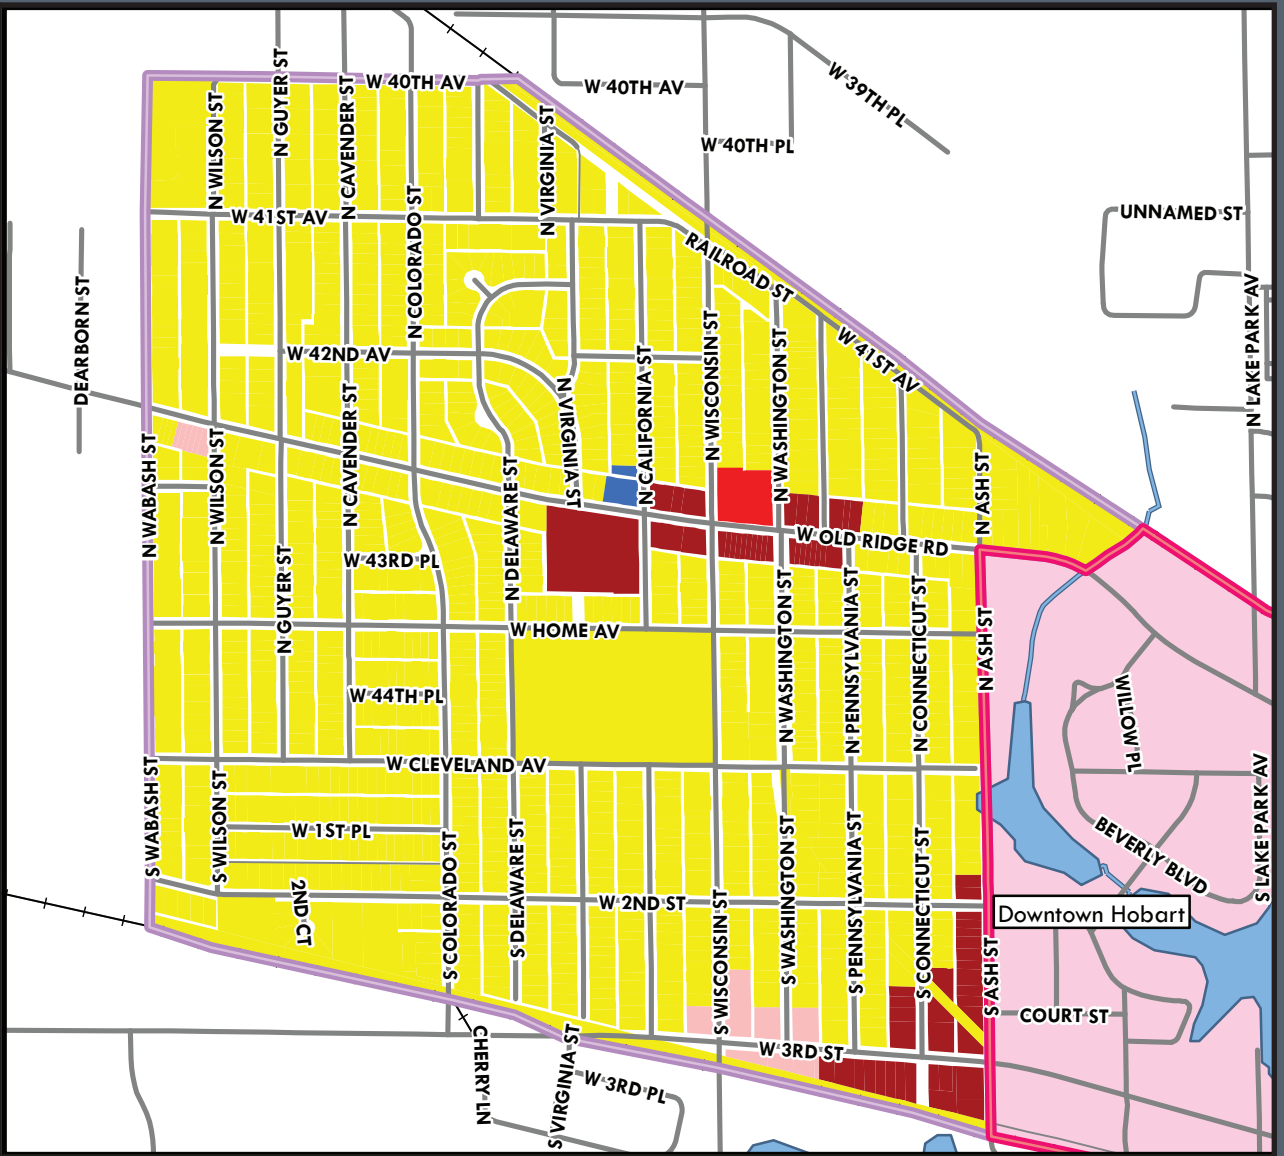 W 40TH AV
W 40TH AV
W 39TH PL
N GUYER ST
N CAVENDER ST
N WILSON ST
N VIRGINIA ST
W 40TH PL
W 41ST AV
N COLORADO ST
UNNAMED ST
RAILROAD ST
DEARBORN ST
N LAKE PARK AV
W 42ND AV
N WISCONSIN ST
N WASHINGTON ST
W 41ST AV
N CALIFORNIA ST
N VIRGINIA ST
N CAVENDER ST
N WABASH ST
N WILSON ST
N DELAWARE ST
N ASH ST
W OLD RIDGE RD
W 43RD PL
N GUYER ST
N WASHINGTON ST
N PENNSYLVANIA ST
N CONNECTICUT ST
N ASH ST
W HOME AV
W 44TH PL
WILLOW PL
W CLEVELAND AV
S WABASH ST
S WILSON ST
S LAKE PARK AV
W 1ST PL
BEVERLY BLVD
S COLORADO ST
S DELAWARE ST
S WASHINGTON ST
S PENNSYLVANIA ST
S CONNECTICUT ST
2ND CT
W 2ND ST
S WISCONSIN ST
Downtown Hobart
S ASH ST
COURT ST
W 3RD ST
CHERRY LN
S VIRGINIA ST
W 3RD PL